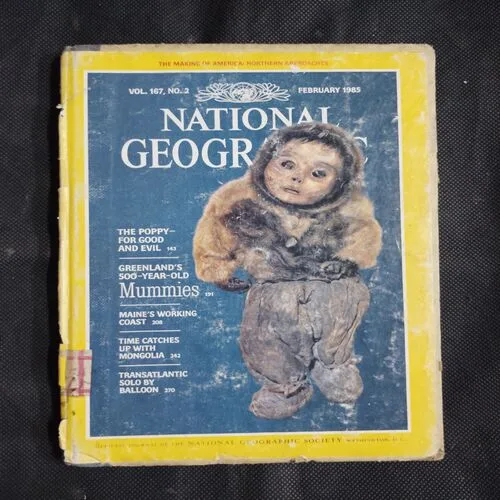 THE MAKING OF AMERICA: NORTHERN APPROACHES
VOL. 167, NO. 2 FEBRUARY 1985
NATIONAL
GEOGR C
THE POPPY—
FOR GOOD
AND EVIL 143
GREENLAND'S
500-YEAR-OLD
Mummies 191
MAINE'S WORKING
COAST 208
TIME CATCHES
UP WITH
MONGOLIA 242
TRANSATLANTIC
SOLO BY
BALLOON 270
OFFICIAL JOURNAL OF THE NATIONAL GEOGRAPHIC SOCIETY WASHINGTON, D.C.